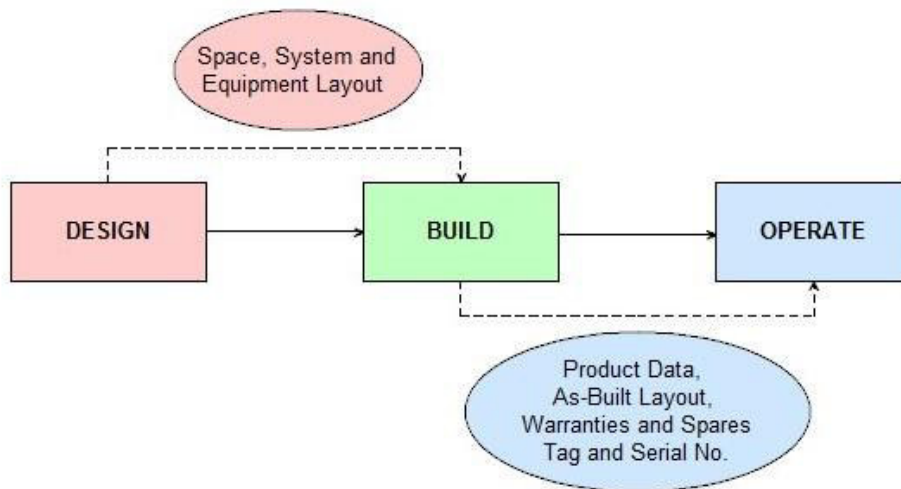 Space, System and
Equipment Layout
DESIGN
BUILD
OPERATE
Product Data,
As-Built Layout,
Warranties and Spares
Tag and Serial No.